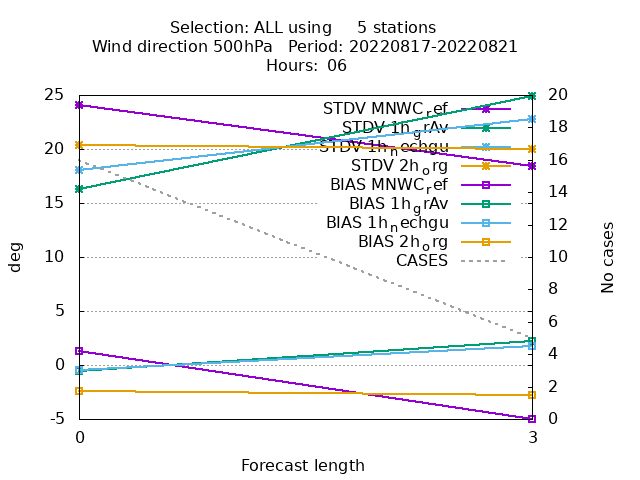 Selection: ALL using     5 stations
Wind direction 500hPa   Period: 20220817-20220821
Hours:  06
25
20
15
10
5
0
-5
deg
20
18
16
14
12
10
8
6
4
2
0
No cases
STDV MNWC_ref
STDV 1h_grAv
STDV 1h_nechgu
STDV 2h_org
BIAS MNWC_ref
BIAS 1h_grAv
BIAS 1h_nechgu
BIAS 2h_org
CASES
0 3
Forecast length